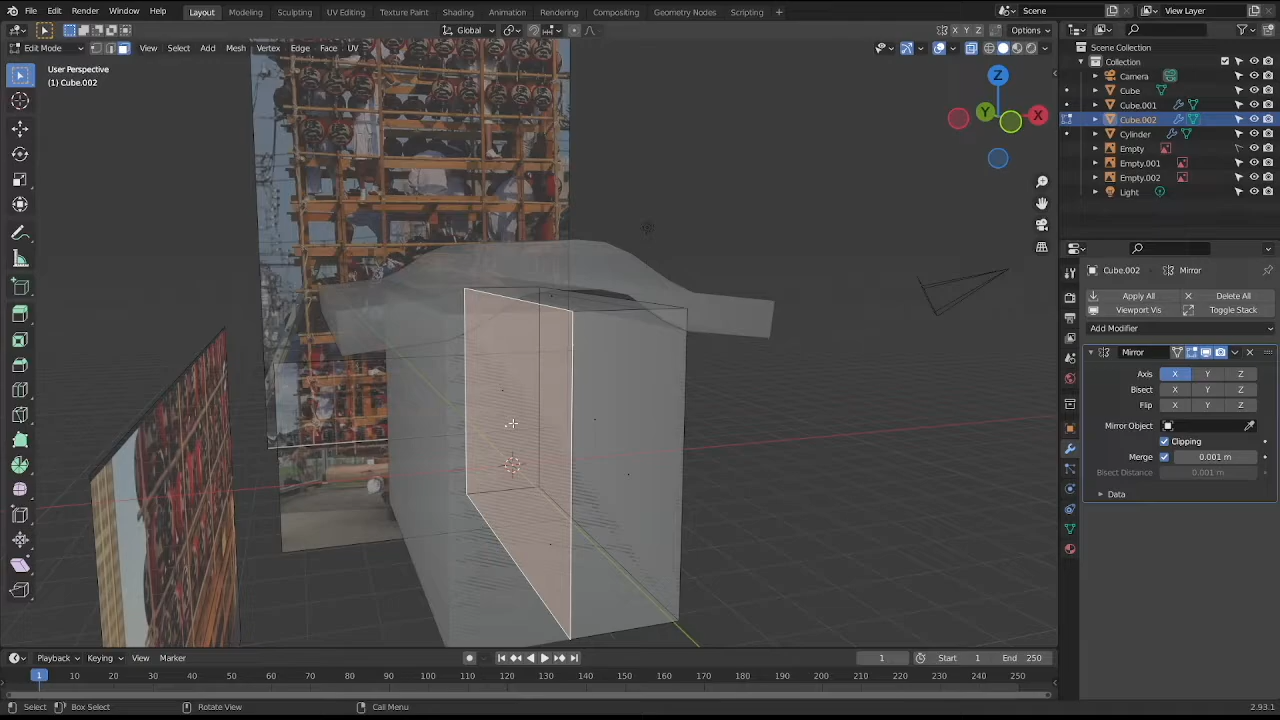 File Edit Render Window Help Layout Modeling Sculpting UV Editing Texture Paint Shading Animation Rendering Compositing Geometry Nodes Scripting + Scene View Layer
Global X Y Z Options
Edit Mode View Select Add Mesh Vertex Edge Face UV
User Perspective
(1) Cube.002
Z
Y
X
Scene Collection
Collection
Camera
Cube
Cube.001
Cube.002
Cylinder
Empty
Empty.001
Empty.002
Light
Cube.002 Mirror
Apply All Delete All
Viewport Vis Toggle Stack
Add Modifier
Mirror
Axis X Y Z
Bisect X Y Z
Flip X Y Z
Mirror Object
Clipping
Merge 0.001 m
Bisect Distance 0.001 m
Data
Playback Keying View Marker 1 Start 1 End 250
1 10 20 30 40 50 60 70 80 90 100 110 120 130 140 150 160 170 180 190 200 210 220 230 240 250
Select Box Select Rotate View Call Menu 2.93.1